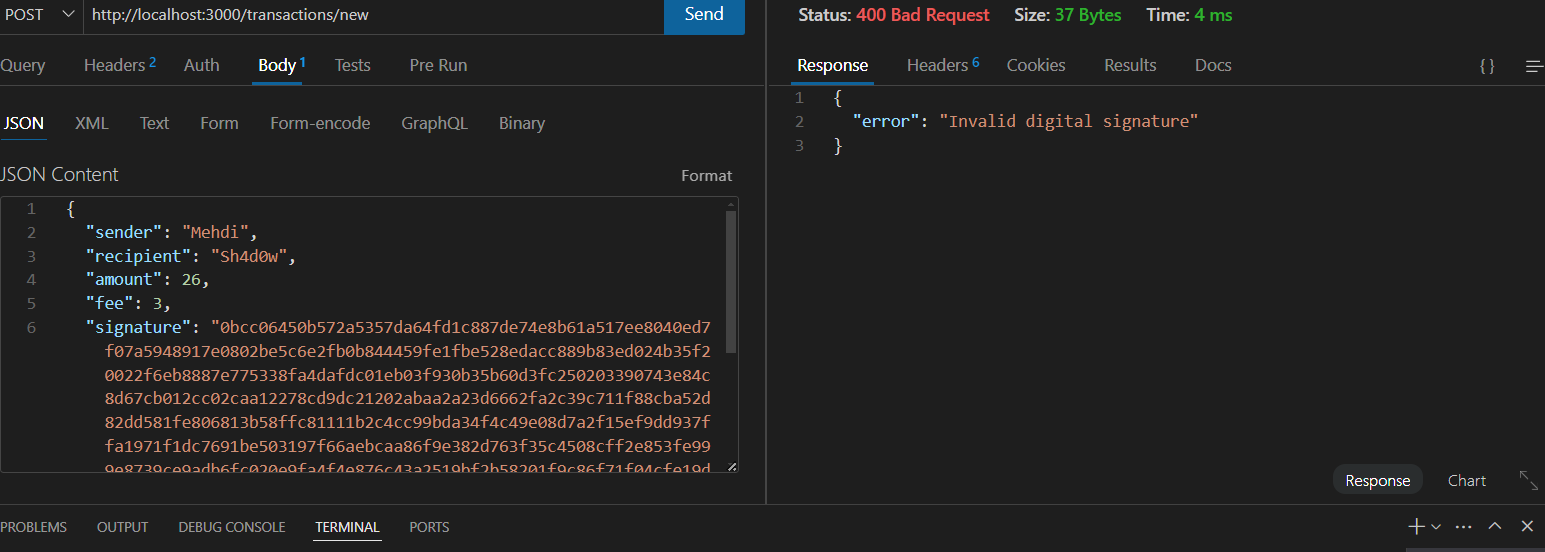 POST http://localhost:3000/transactions/new Send
Status: 400 Bad Request Size: 37 Bytes Time: 4 ms
Query Headers 2 Auth Body 1 Tests Pre Run
Response Headers 6 Cookies Results Docs { }
JSON XML Text Form Form-encode GraphQL Binary
JSON Content Format
1 {
2 "sender": "Mehdi",
3 "recipient": "Sh4d0w",
4 "amount": 26,
5 "fee": 3,
6 "signature": "0bcc06450b572a5357da64fd1c887de74e8b61a517ee8040ed7
f07a5948917e0802be5c6e2fb0b844459fe1fbe528edacc889b83ed024b35f2
0022f6eb8887e775338fa4dafdc01eb03f930b35b60d3fc250203390743e84c
8d67cb012cc02caa12278cd9dc21202abaa2a23d6662fa2c39c711f88cba52d
82dd581fe806813b58ffc81111b2c4cc99bda34f4c49e08d7a2f15ef9dd937f
fa1971f1dc7691be503197f66aebcaa86f9e382d763f35c4508cff2e853fe99
9e8739ce9adb6fc020e9fa4f4e876c43a2519bf2b58201f9c86f71f04cfe19d
1 {
2 "error": "Invalid digital signature"
3 }
Response Chart
PROBLEMS OUTPUT DEBUG CONSOLE TERMINAL PORTS